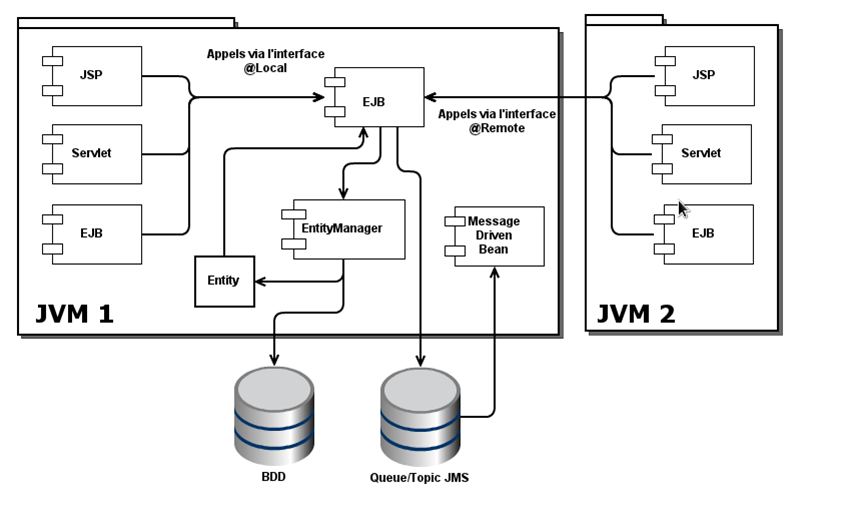 Appels via l'interface
@Local
JSP
EJB
JSP
Appels via l'interface
@Remote
Servlet
Servlet
EJB
EntityManager
Message
Driven
Bean
EJB
Entity
JVM 1
JVM 2
BDD
Queue/Topic JMS